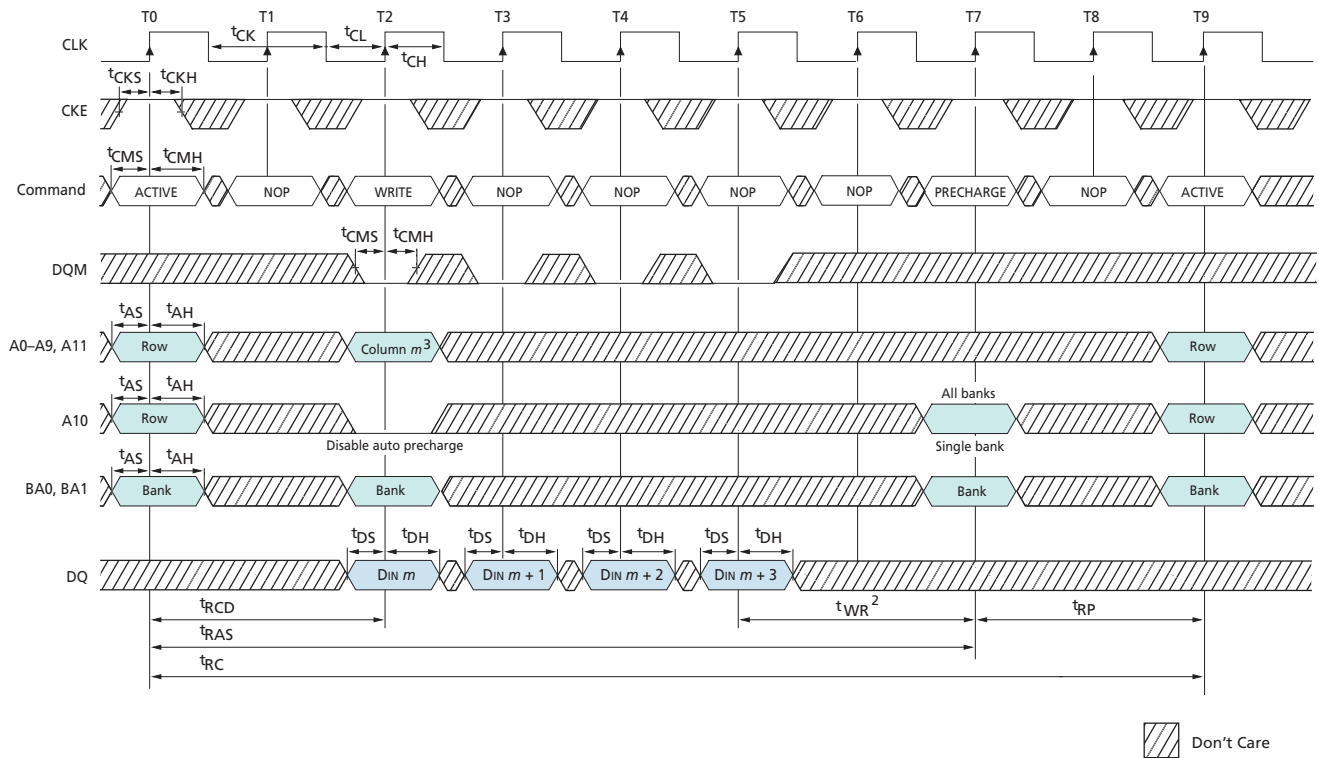 T0 T1 T2 T3 T4 T5 T6 T7 T8 T9
CLK tCK tCL tCH
tCKS tCKH
CKE
tCMS tCMH
Command ACTIVE NOP WRITE NOP NOP NOP NOP PRECHARGE NOP ACTIVE
tCMS tCMH
DQM
tAS tAH
A0–A9, A11 Row Column m3 Row
tAS tAH All banks
A10 Row Row
Disable auto precharge Single bank
tAS tAH
BA0, BA1 Bank Bank Bank Bank
tDS tDH tDS tDH tDS tDH tDS tDH
DQ DIN m DIN m + 1 DIN m + 2 DIN m + 3
tRCD tWR2 tRP
tRAS
tRC
Don't Care